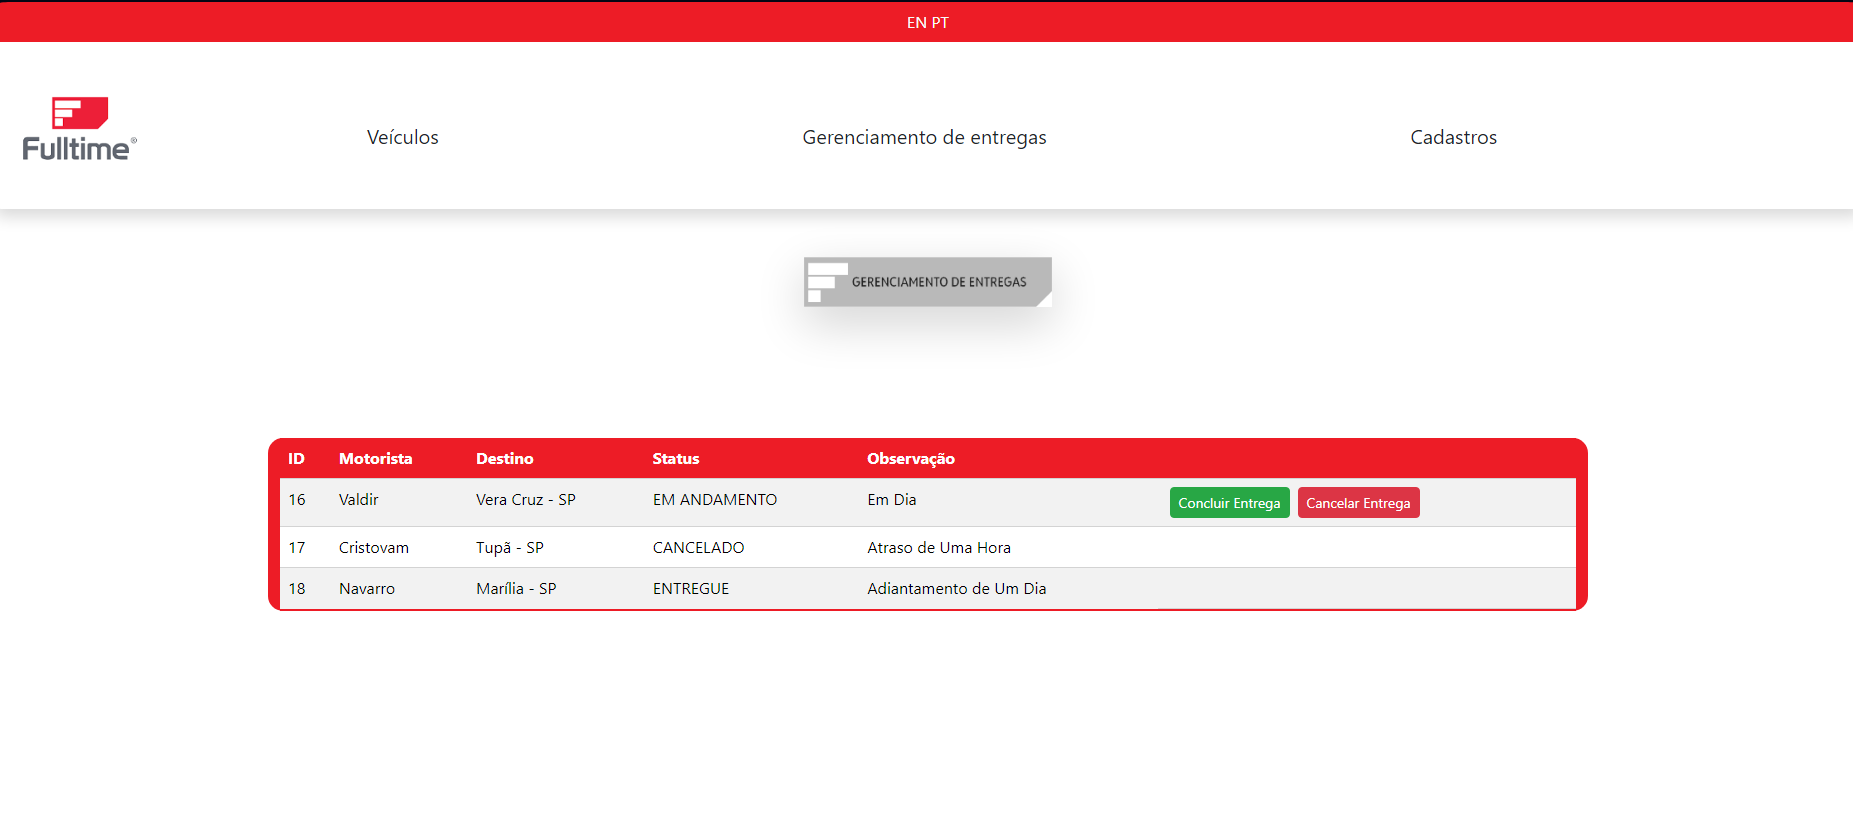 EN PT
Fulltime®
Veículos Gerenciamento de entregas Cadastros
GERENCIAMENTO DE ENTREGAS
ID Motorista Destino Status Observação
16 Valdir Vera Cruz - SP EM ANDAMENTO Em Dia Concluir Entrega Cancelar Entrega
17 Cristovam Tupã - SP CANCELADO Atraso de Uma Hora
18 Navarro Marília - SP ENTREGUE Adiantamento de Um Dia